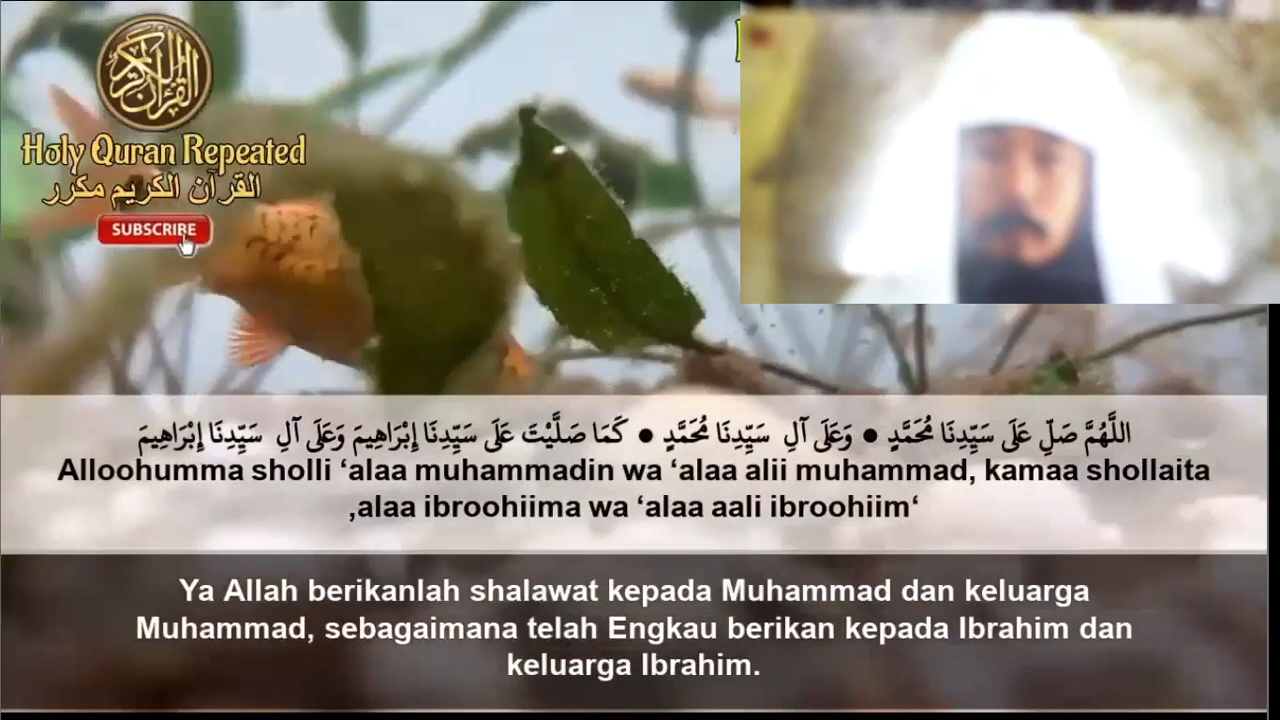 القرآن الكريم
Holy Quran Repeated
القرآن الكريم مكرر
SUBSCRIBE
اللَّهُمَّ صَلِّ عَلَى سَيِّدِنَا مُحَمَّدٍ ● وَعَلَى آلِ سَيِّدِنَا مُحَمَّدٍ ● كَمَا صَلَّيْتَ عَلَى سَيِّدِنَا إِبْرَاهِيمَ وَعَلَى آلِ سَيِّدِنَا إِبْرَاهِيمَ
Alloohumma sholli ‘alaa muhammadin wa ‘alaa alii muhammad, kamaa shollaita
,alaa ibroohiima wa ‘alaa aali ibroohiim‘
Ya Allah berikanlah shalawat kepada Muhammad dan keluarga
Muhammad, sebagaimana telah Engkau berikan kepada Ibrahim dan
keluarga Ibrahim.